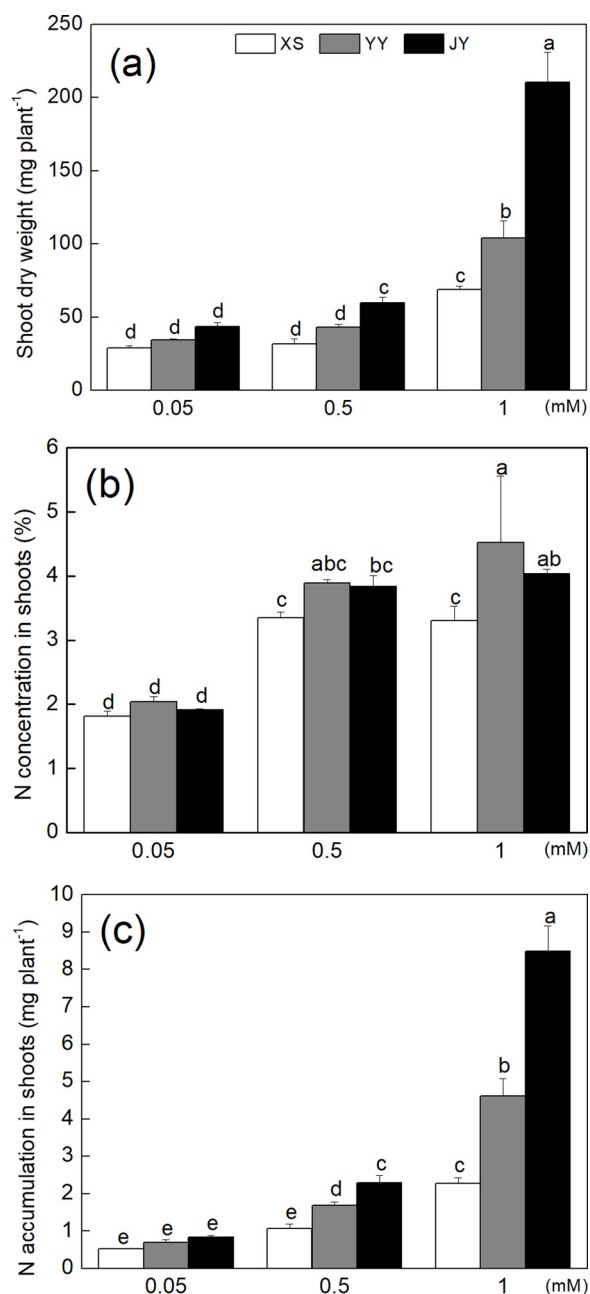 250
(a)
XS YY JY
a
200
150
b
100
c
c
50
d d d
d d
0
0.05 0.5 1 (mM)
Shoot dry weight (mg plant⁻¹)
6
(b)
a
5
abc bc
ab
4
c
c
3
d d d
2
1
0
0.05 0.5 1 (mM)
N concentration in shoots (%)
10
(c)
a
9
8
7
6
b
5
4
3
c
c
2
d
e
1
e e e
0
0.05 0.5 1 (mM)
N accumulation in shoots (mg plant⁻¹)